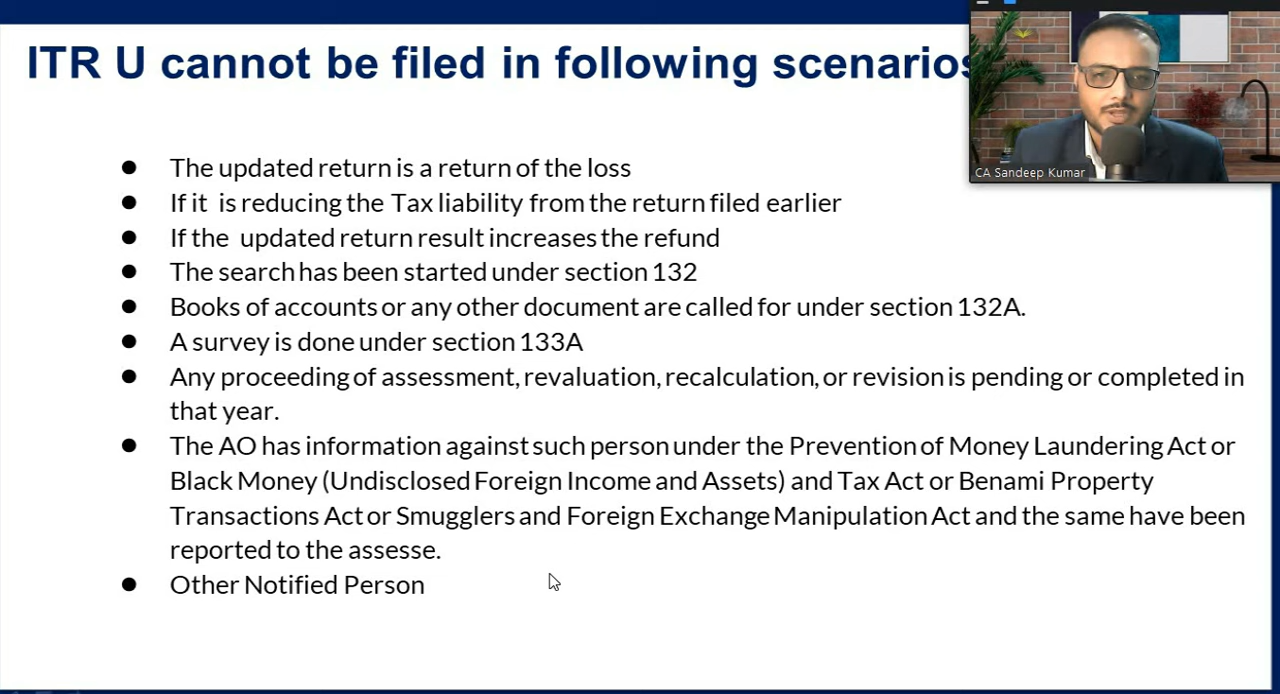 ITR U cannot be filed in following scenarios
CA Sandeep Kumar
● The updated return is a return of the loss
● If it is reducing the Tax liability from the return filed earlier
● If the updated return result increases the refund
● The search has been started under section 132
● Books of accounts or any other document are called for under section 132A.
● A survey is done under section 133A
● Any proceeding of assessment, revaluation, recalculation, or revision is pending or completed in
that year.
● The AO has information against such person under the Prevention of Money Laundering Act or
Black Money (Undisclosed Foreign Income and Assets) and Tax Act or Benami Property
Transactions Act or Smugglers and Foreign Exchange Manipulation Act and the same have been
reported to the assesse.
● Other Notified Person